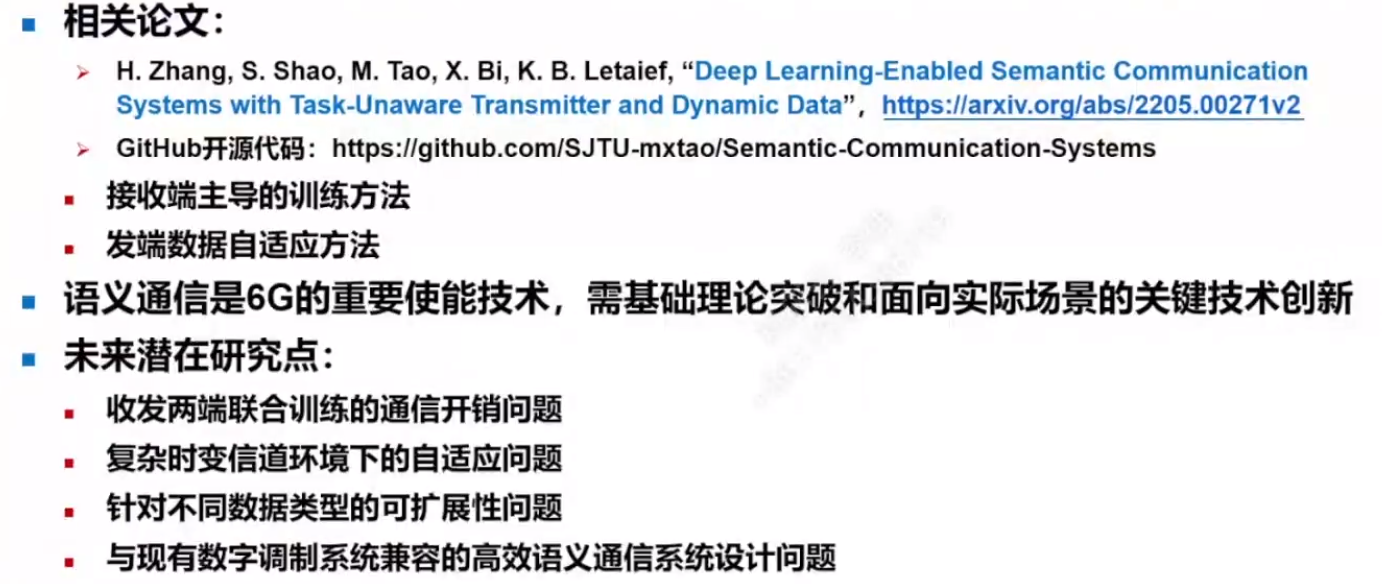 相关论文：
H. Zhang, S. Shao, M. Tao, X. Bi, K. B. Letaief, “Deep Learning-Enabled Semantic Communication
Systems with Task-Unaware Transmitter and Dynamic Data”, https://arxiv.org/abs/2205.00271v2
GitHub开源代码：https://github.com/SJTU-mxtao/Semantic-Communication-Systems
接收端主导的训练方法
发端数据自适应方法
语义通信是6G的重要使能技术，需基础理论突破和面向实际场景的关键技术创新
未来潜在研究点：
收发两端联合训练的通信开销问题
复杂时变信道环境下的自适应问题
针对不同数据类型的可扩展性问题
与现有数字调制系统兼容的高效语义通信系统设计问题